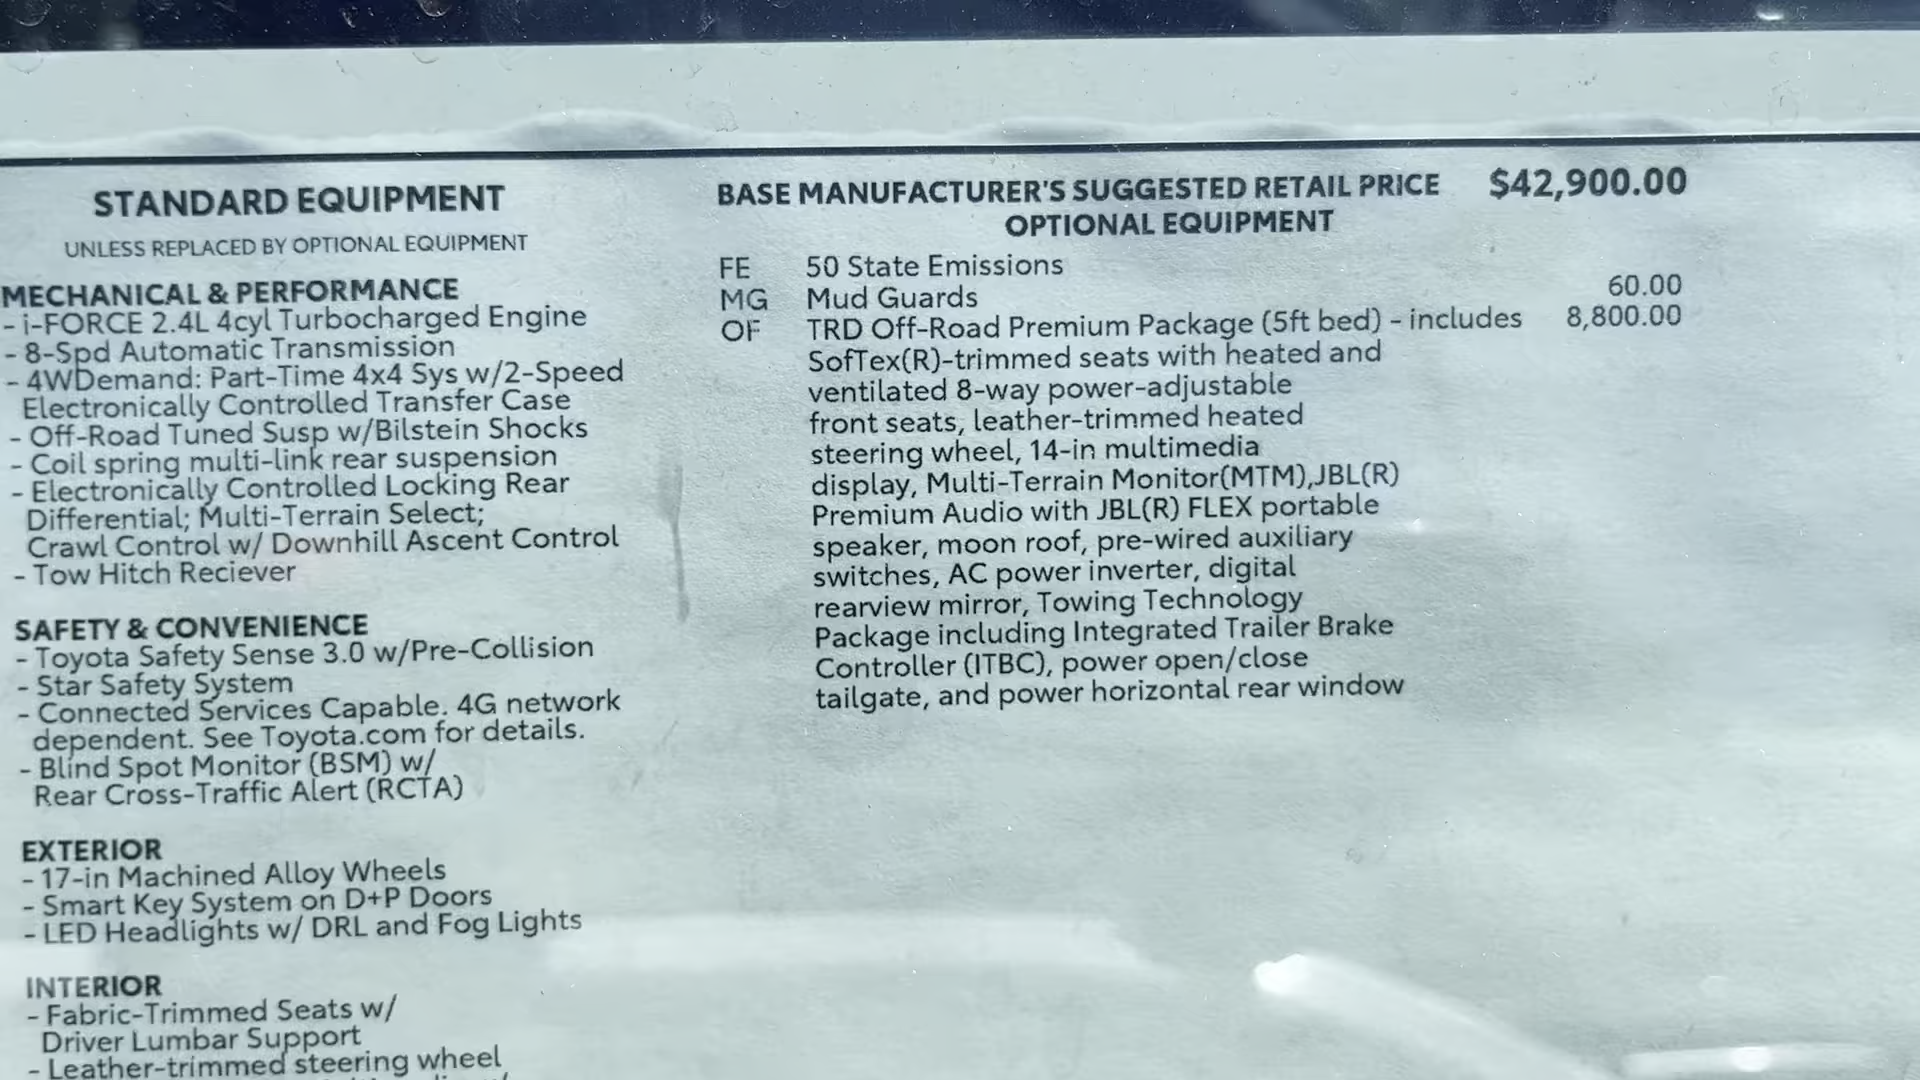 STANDARD EQUIPMENT
UNLESS REPLACED BY OPTIONAL EQUIPMENT
MECHANICAL & PERFORMANCE
- i-FORCE 2.4L 4cyl Turbocharged Engine
- 8-Spd Automatic Transmission
- 4WDemand: Part-Time 4x4 Sys w/2-Speed
Electronically Controlled Transfer Case
- Off-Road Tuned Susp w/Bilstein Shocks
- Coil spring multi-link rear suspension
- Electronically Controlled Locking Rear
Differential; Multi-Terrain Select;
Crawl Control w/ Downhill Ascent Control
- Tow Hitch Reciever
SAFETY & CONVENIENCE
- Toyota Safety Sense 3.0 w/Pre-Collision
- Star Safety System
- Connected Services Capable. 4G network
dependent. See Toyota.com for details.
- Blind Spot Monitor (BSM) w/
Rear Cross-Traffic Alert (RCTA)
EXTERIOR
- 17-in Machined Alloy Wheels
- Smart Key System on D+P Doors
- LED Headlights w/ DRL and Fog Lights
INTERIOR
- Fabric-Trimmed Seats w/
Driver Lumbar Support
- Leather-trimmed steering wheel
BASE MANUFACTURER'S SUGGESTED RETAIL PRICE $42,900.00
OPTIONAL EQUIPMENT
FE 50 State Emissions
MG Mud Guards 60.00
OF TRD Off-Road Premium Package (5ft bed) - includes 8,800.00
SofTex(R)-trimmed seats with heated and
ventilated 8-way power-adjustable
front seats, leather-trimmed heated
steering wheel, 14-in multimedia
display, Multi-Terrain Monitor(MTM),JBL(R)
Premium Audio with JBL(R) FLEX portable
speaker, moon roof, pre-wired auxiliary
switches, AC power inverter, digital
rearview mirror, Towing Technology
Package including Integrated Trailer Brake
Controller (ITBC), power open/close
tailgate, and power horizontal rear window